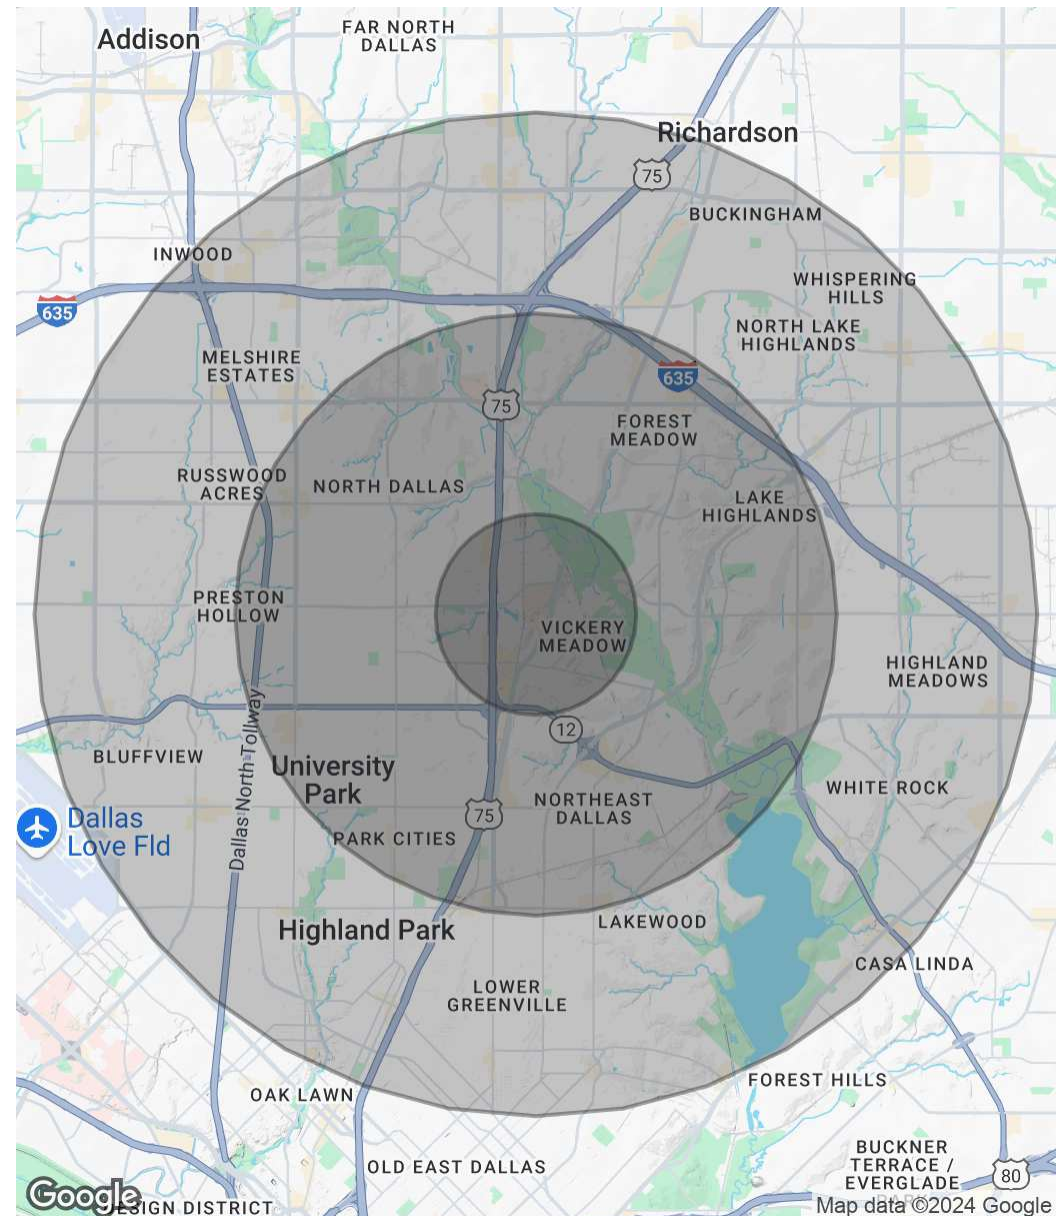 FAR NORTH
DALLAS
Addison
Richardson
75
BUCKINGHAM
INWOOD
WHISPERING
HILLS
635
NORTH LAKE
HIGHLANDS
MELSHIRE
ESTATES
635
75
FOREST
MEADOW
RUSSWOOD
ACRES
NORTH DALLAS
LAKE
HIGHLANDS
PRESTON
HOLLOW
VICKERY
MEADOW
HIGHLAND
MEADOWS
Dallas North Tollway
12
BLUFFVIEW
University
Park
WHITE ROCK
NORTHEAST
DALLAS
75
Dallas
Love Fld
PARK CITIES
Highland Park
LAKEWOOD
CASA LINDA
LOWER
GREENVILLE
FOREST HILLS
OAK LAWN
BUCKNER
TERRACE /
EVERGLADE
PARK
80
OLD EAST DALLAS
Google
DESIGN DISTRICT
Map data ©2024 Google